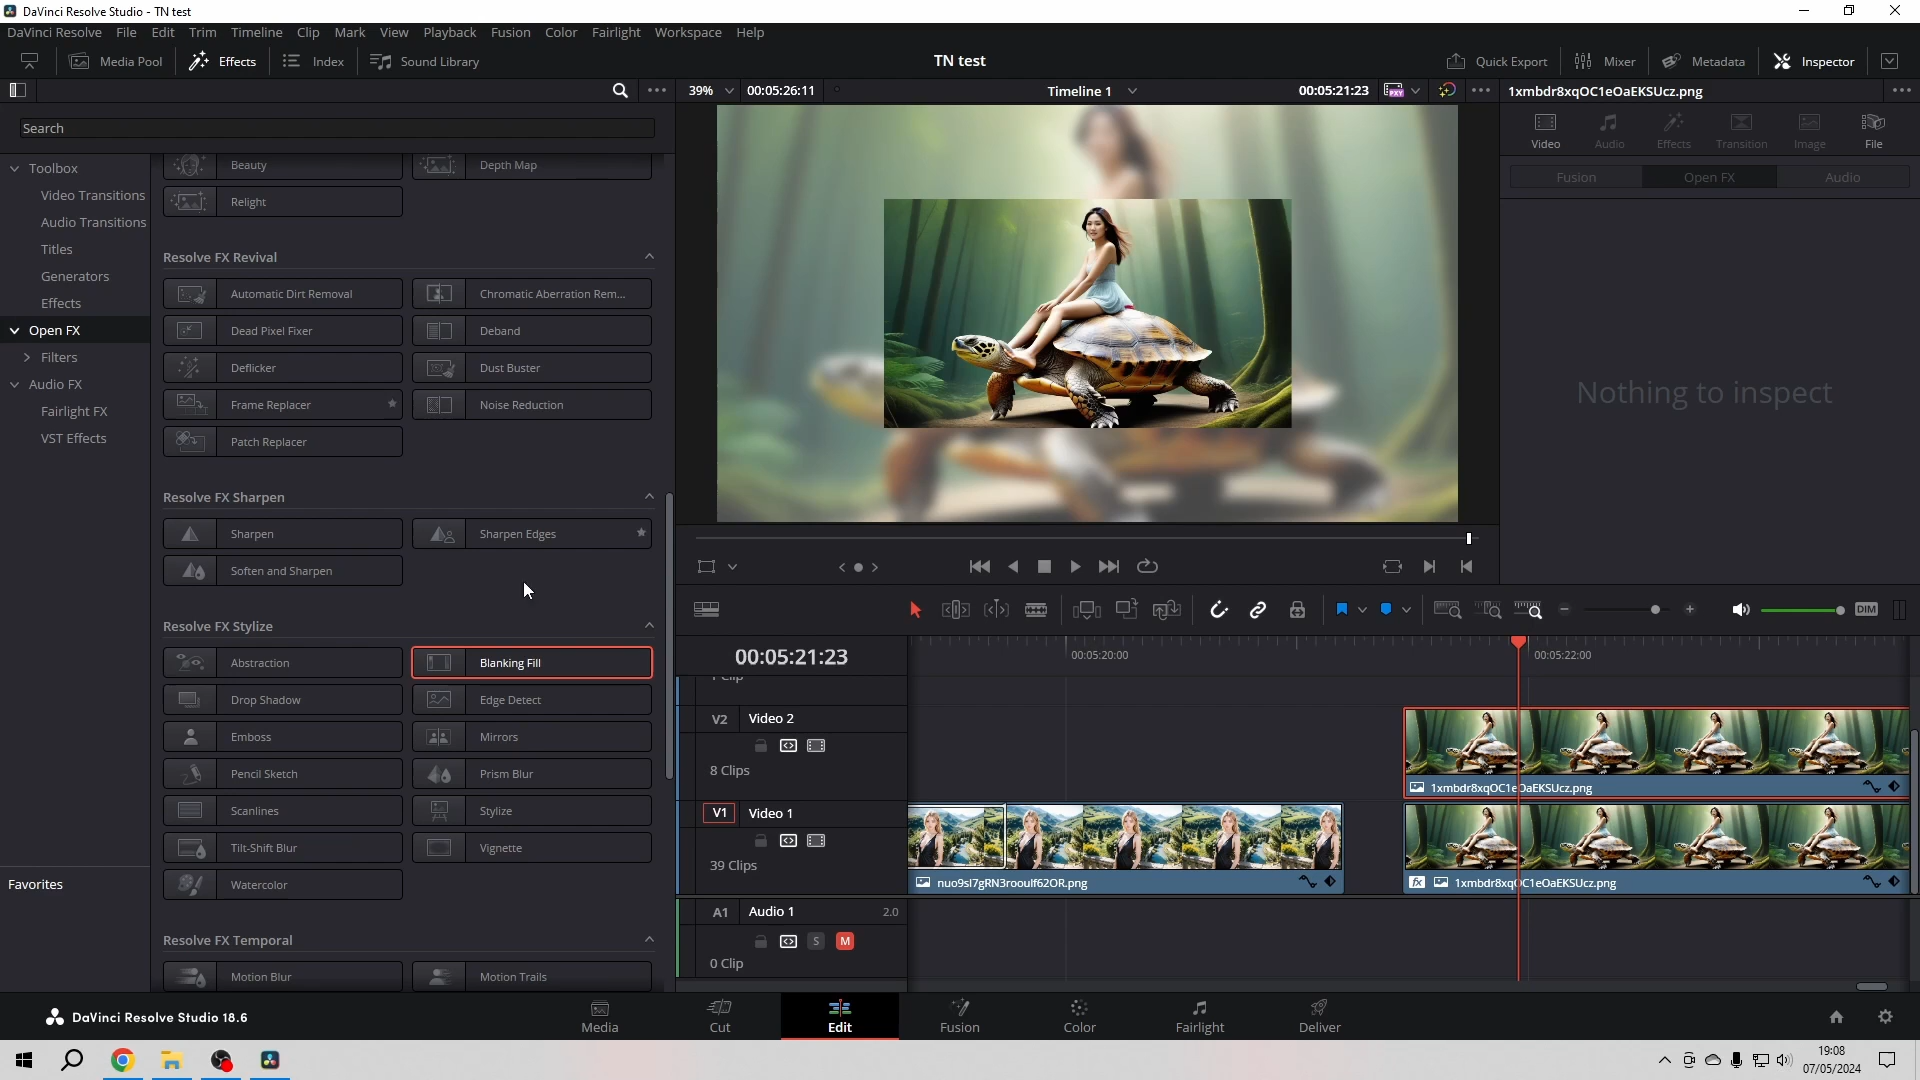 DaVinci Resolve Studio - TN test
DaVinci Resolve File Edit Trim Timeline Clip Mark View Playback Fusion Color Fairlight Workspace Help
Media Pool Effects Index Sound Library TN test Quick Export Mixer Metadata Inspector
39% 00:05:26:11 Timeline 1 00:05:21:23 PXY 1xmbdr8xqOC1eOaEKSUcz.png
Search
Video Audio Effects Transition Image File
Fusion Open FX Audio
Nothing to inspect
Toolbox
Video Transitions
Audio Transitions
Titles
Generators
Effects
Open FX
Filters
Audio FX
Fairlight FX
VST Effects
Favorites
Beauty Depth Map
Relight
Resolve FX Revival
Automatic Dirt Removal Chromatic Aberration Rem...
Dead Pixel Fixer Deband
Deflicker Dust Buster
Frame Replacer Noise Reduction
Patch Replacer
Resolve FX Sharpen
Sharpen Sharpen Edges
Soften and Sharpen
Resolve FX Stylize
Abstraction Blanking Fill
Drop Shadow Edge Detect
Emboss Mirrors
Pencil Sketch Prism Blur
Scanlines Stylize
Tilt-Shift Blur Vignette
Watercolor
Resolve FX Temporal
Motion Blur Motion Trails
DIM
00:05:21:23 00:05:20:00 00:05:22:00
V2 Video 2
8 Clips
1xmbdr8xqOC1eOaEKSUcz.png
V1 Video 1
39 Clips
nuo9sl7gRN3rooulf62OR.png fx 1xmbdr8xqOC1eOaEKSUcz.png
A1 Audio 1 2.0
S M
0 Clip
DaVinci Resolve Studio 18.6
Media Cut Edit Fusion Color Fairlight Deliver
19:08
07/05/2024